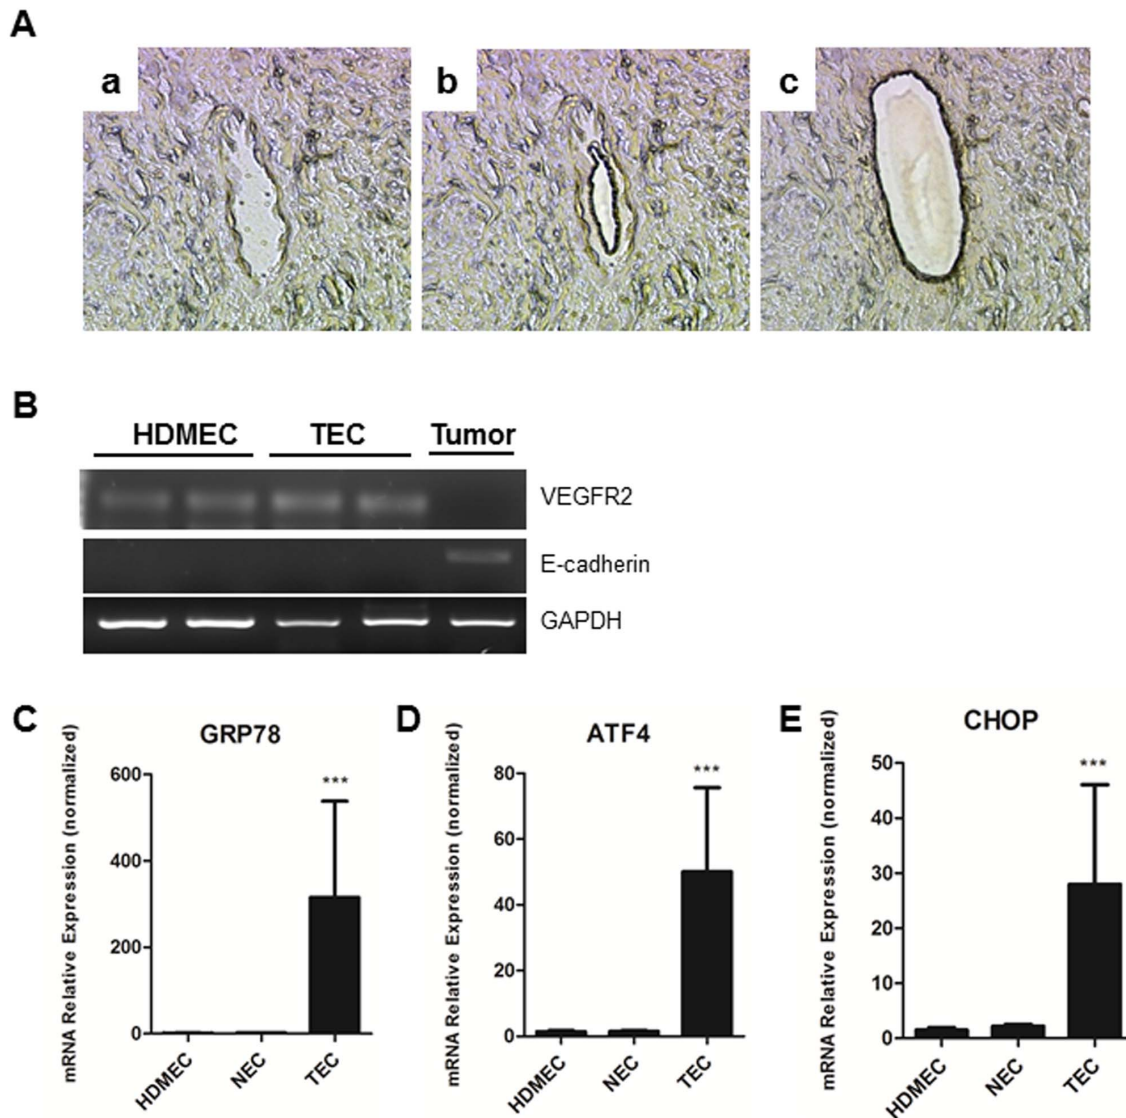 A
a b c
B
HDMEC TEC Tumor
VEGFR2
E-cadherin
GAPDH
C
GRP78
mRNA Relative Expression (normalized)
600
400
200
0
***
HDMEC NEC TEC
D
ATF4
mRNA Relative Expression (normalized)
80
60
40
20
0
***
HDMEC NEC TEC
E
CHOP
mRNA Relative Expression (normalized)
50
40
30
20
10
0
***
HDMEC NEC TEC